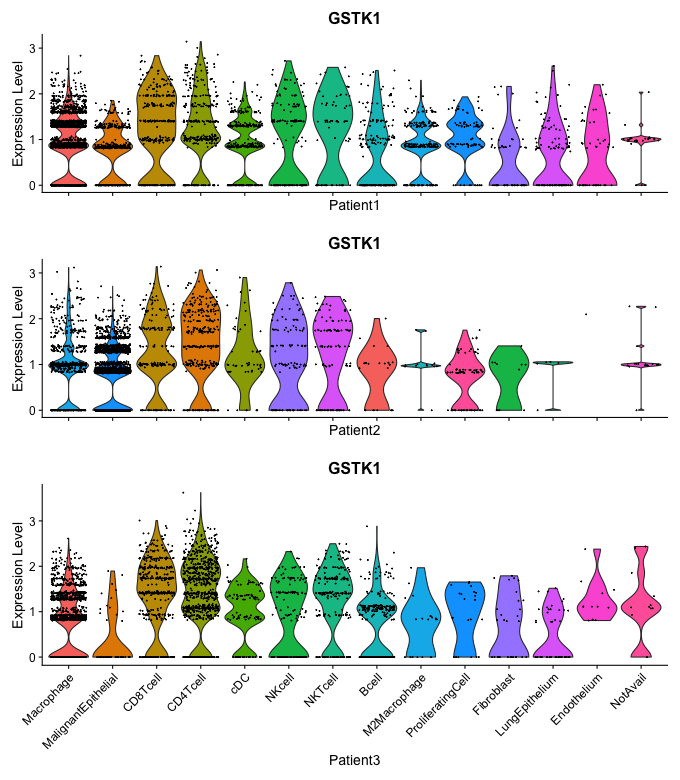 GSTK1
Expression Level
3
2
1
0
Patient1
GSTK1
Expression Level
3
2
1
0
Patient2
GSTK1
Expression Level
3
2
1
0
Macrophage
MalignantEpithelial
CD8Tcell
CD4Tcell
cDC
NKcell
NKTcell
Bcell
M2Macrophage
ProliferatingCell
Fibroblast
LungEpithelium
Endothelium
NotAvail
Patient3